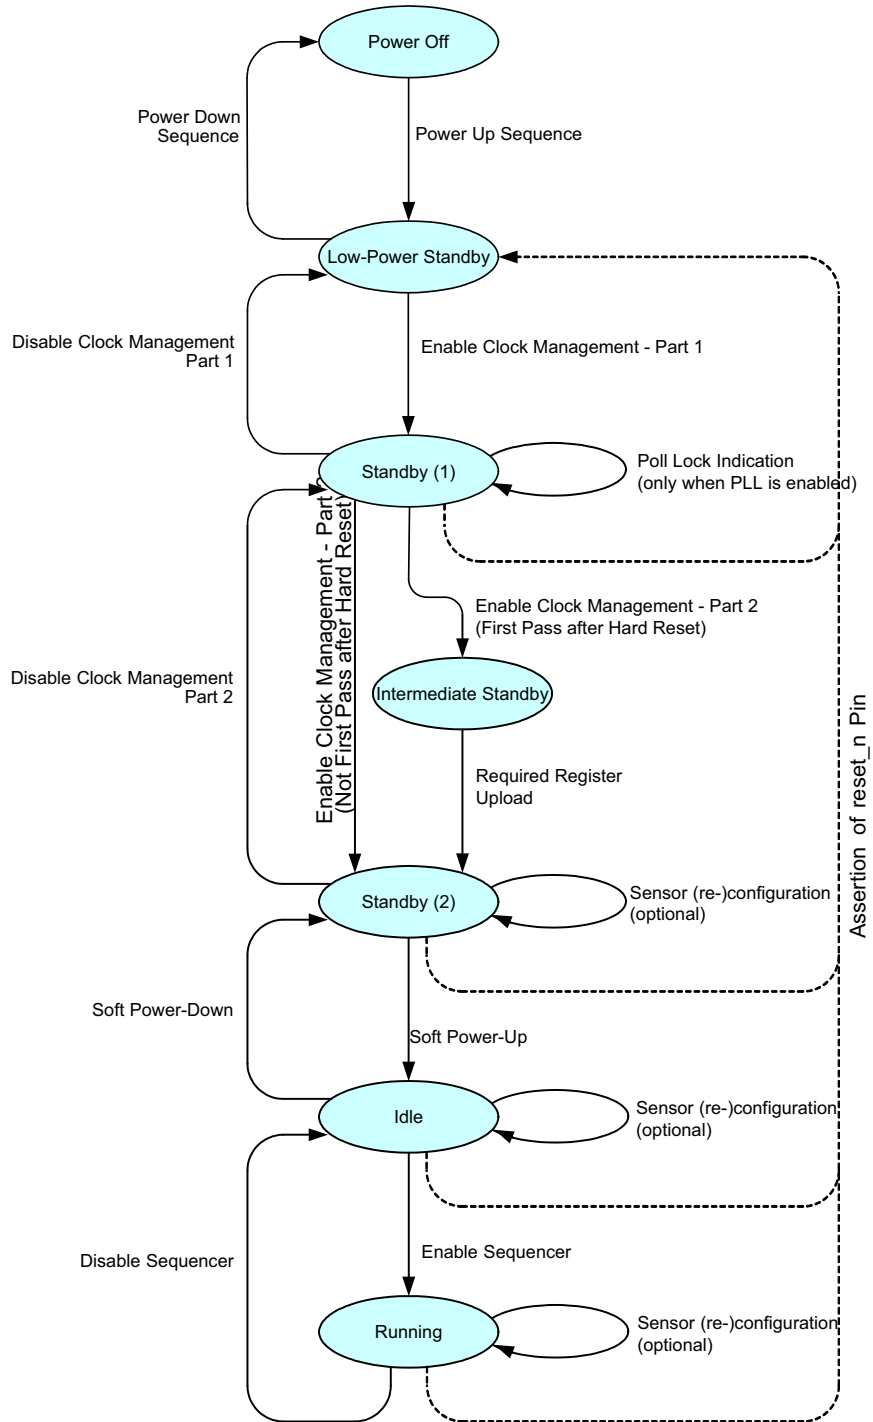 Power Off
Power Down
Sequence
Power Up Sequence
Low-Power Standby
Disable Clock Management
Part 1
Enable Clock Management - Part 1
Standby (1)
Poll Lock Indication
(only when PLL is enabled)
Enable Clock Management - Part
(Not First Pass after Hard Reset)
Enable Clock Management - Part 2
(First Pass after Hard Reset)
Disable Clock Management
Part 2
Intermediate Standby
Required Register
Upload
Assertion of reset_n Pin
Standby (2)
Sensor (re-)configuration
(optional)
Soft Power-Down
Soft Power-Up
Idle
Sensor (re-)configuration
(optional)
Disable Sequencer
Enable Sequencer
Running
Sensor (re-)configuration
(optional)